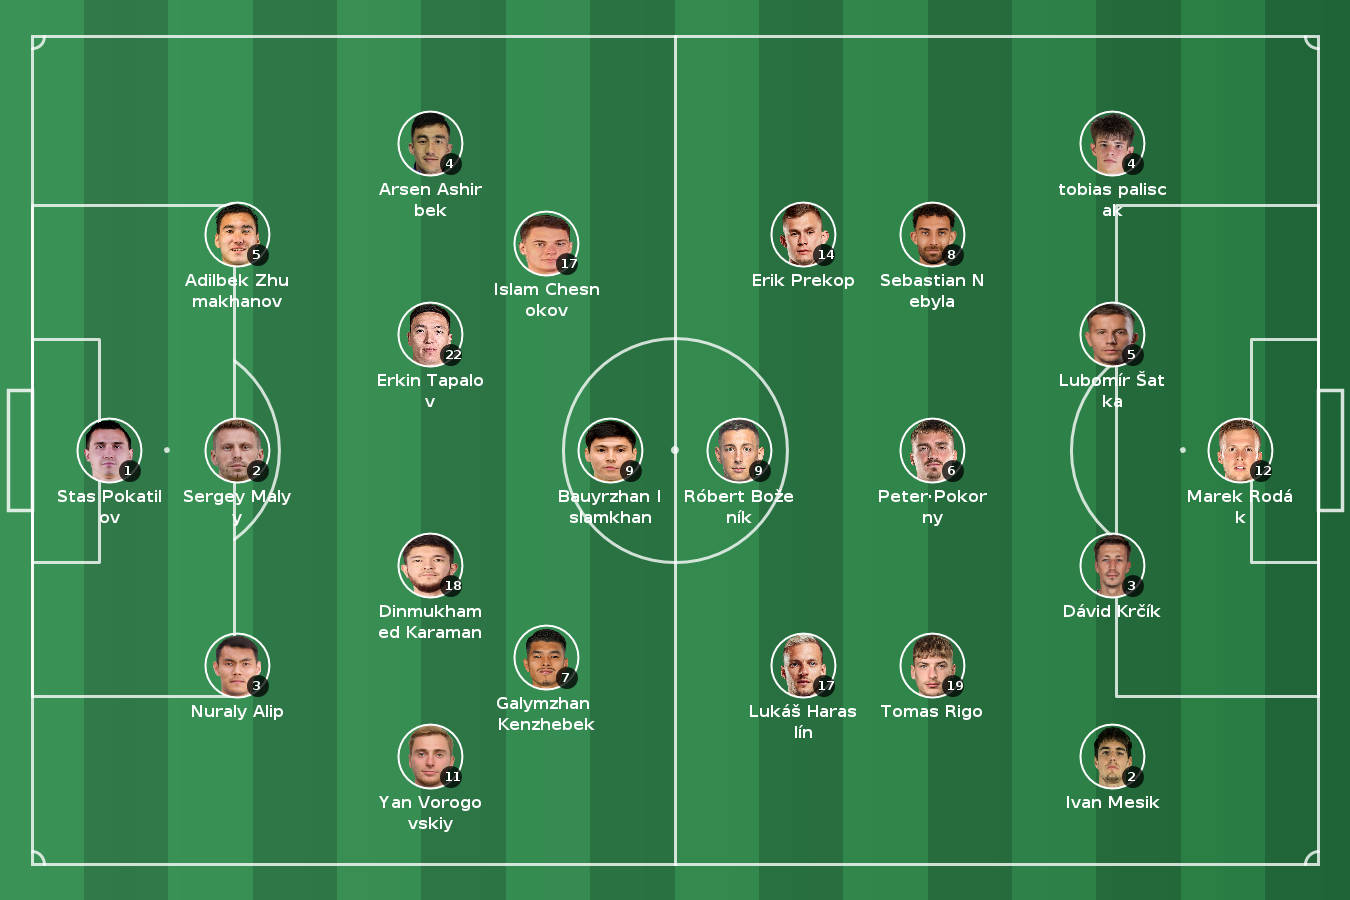 4
Arsen Ashir
bek
4
tobias palisc
ak
5
Adilbek Zhu
makhanov
17
Islam Chesn
okov
14
Erik Prekop
8
Sebastian N
ebyla
22
Erkin Tapalo
v
5
Lubomír Šat
ka
1
Stas Pokatil
ov
2
Sergey Maly
y
9
Bauyrzhan I
slamkhan
9
Róbert Bože
ník
6
Peter Pokor
ny
12
Marek Rodá
k
18
Dinmukham
ed Karaman
3
Dávid Krčík
3
Nuraly Alip
7
Galymzhan
Kenzhebek
17
Lukáš Haras
lín
19
Tomas Rigo
11
Yan Vorogo
vskiy
2
Ivan Mesik